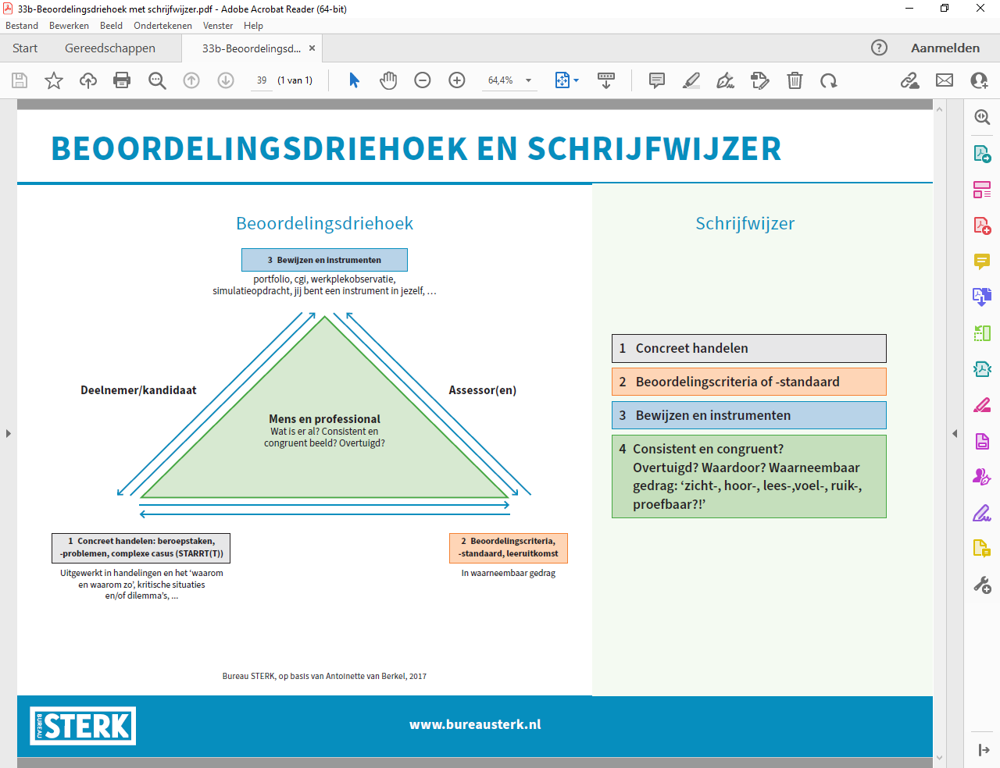 33b-Beoordelingsdriehoek met schrijfwijzer.pdf - Adobe Acrobat Reader (64-bit)
Bestand Bewerken Beeld Ondertekenen Venster Help
Start Gereedschappen 33b-Beoordelingsd... × ? Aanmelden
39 (1 van 1) 64,4%
BEOORDELINGSDRIEHOEK EN SCHRIJFWIJZER
Beoordelingsdriehoek
3 Bewijzen en instrumenten
portfolio, cgi, werkplekobservatie,
simulatieopdracht, jij bent een instrument in jezelf, …
Deelnemer/kandidaat
Assessor(en)
Mens en professional
Wat is er al? Consistent en
congruent beeld? Overtuigd?
1 Concreet handelen: beroepstaken,
-problemen, complexe casus (STARRT(T))
Uitgewerkt in handelingen en het ‘waarom
en waarom zo’, kritische situaties
en/of dilemma’s, ...
2 Beoordelingscriteria,
-standaard, leeruitkomst
In waarneembaar gedrag
Bureau STERK, op basis van Antoinette van Berkel, 2017
Schrijfwijzer
1 Concreet handelen
2 Beoordelingscriteria of -standaard
3 Bewijzen en instrumenten
4 Consistent en congruent?
Overtuigd? Waardoor? Waarneembaar
gedrag: ‘zicht-, hoor-, lees-,voel-, ruik-,
proefbaar?!’
BUREAU STERK
www.bureausterk.nl